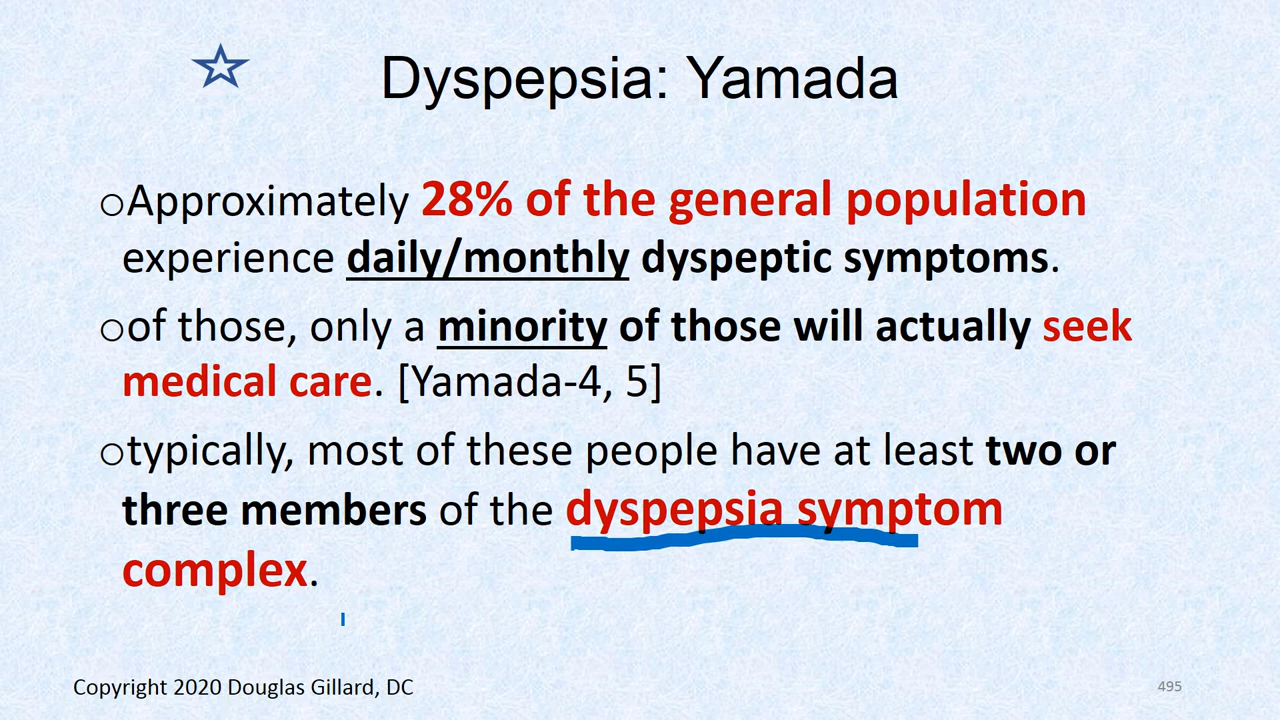 Dyspepsia: Yamada
oApproximately 28% of the general population
experience daily/monthly dyspeptic symptoms.
oof those, only a minority of those will actually seek
medical care. [Yamada-4, 5]
otypically, most of these people have at least two or
three members of the dyspepsia symptom
complex.
Copyright 2020 Douglas Gillard, DC
495